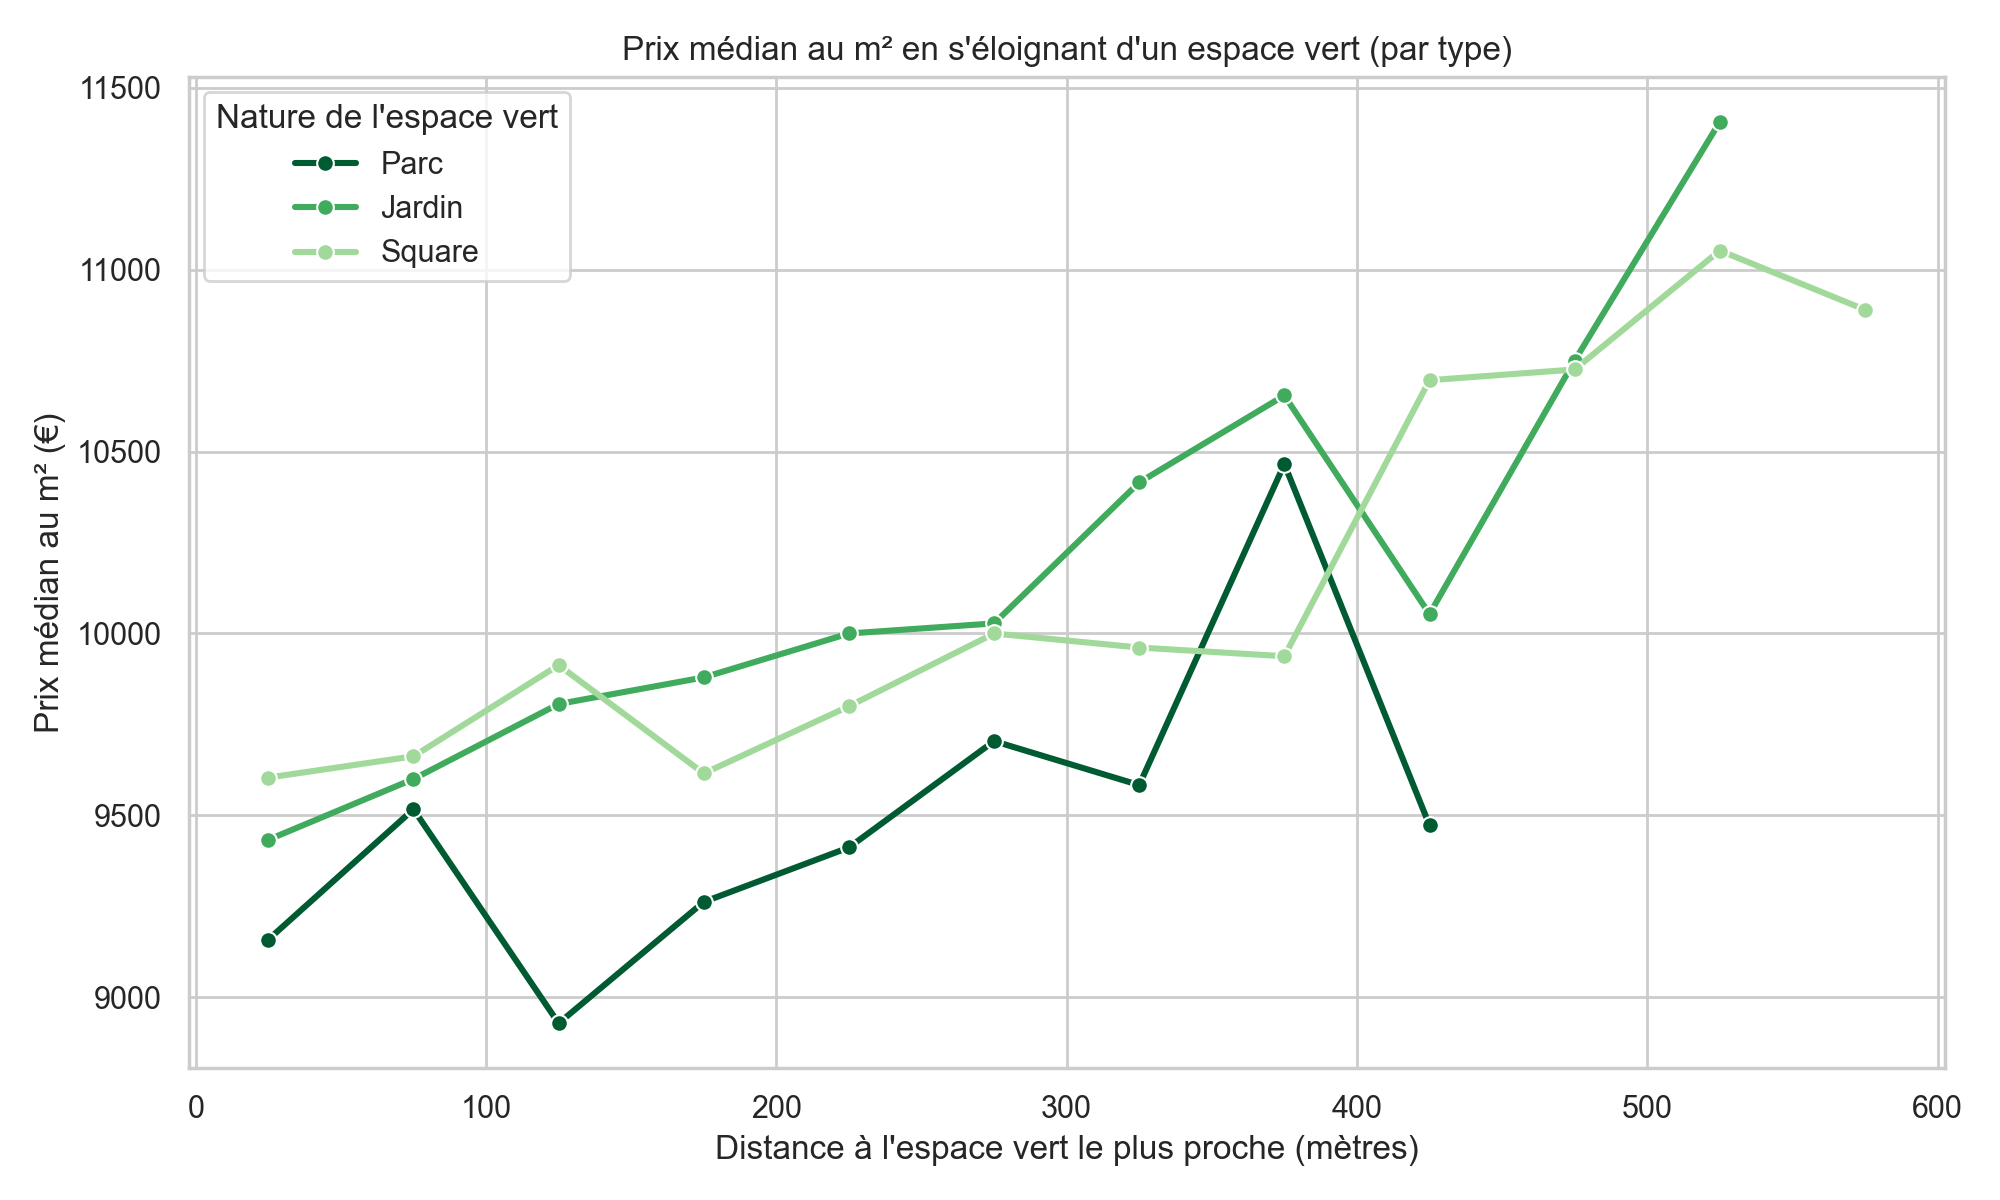 Prix médian au m² en s'éloignant d'un espace vert (par type)
11500
11000
10500
10000
9500
9000
Prix médian au m² (€)
Nature de l'espace vert
Parc
Jardin
Square
0 100 200 300 400 500 600
Distance à l'espace vert le plus proche (mètres)